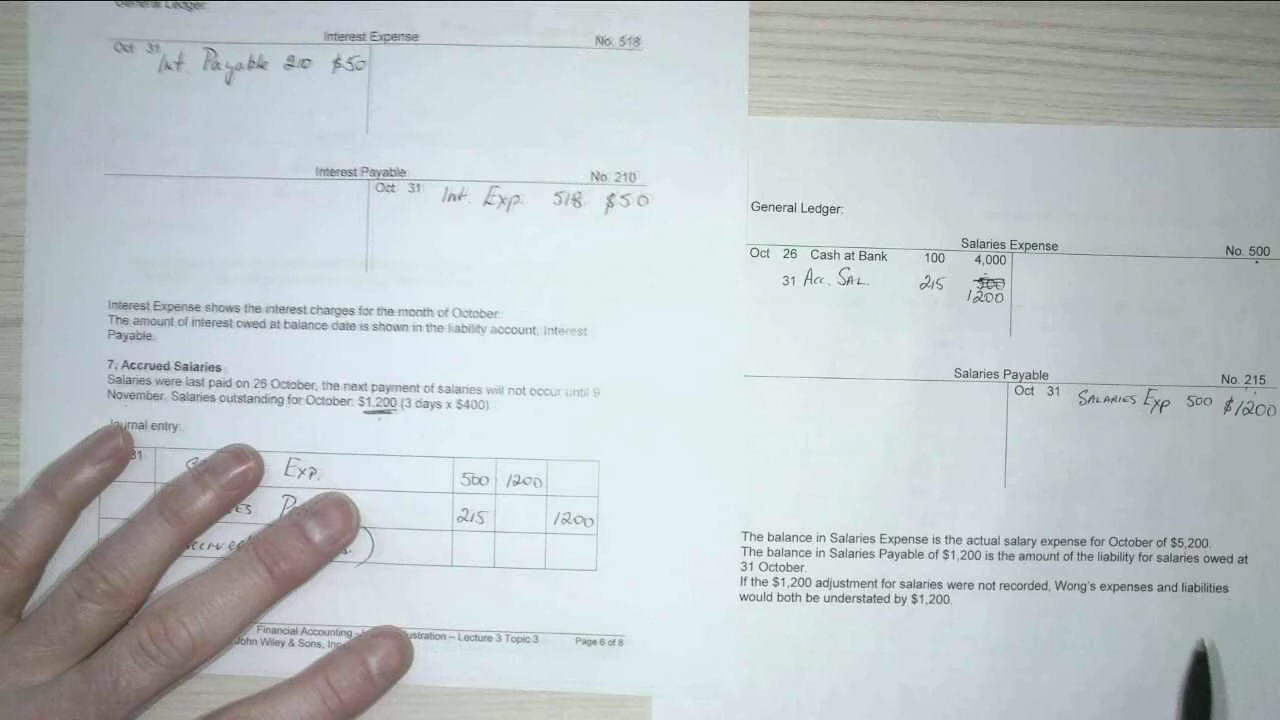 General Ledger:
Interest Expense No. 518
Oct 31 Int. Payable 210 $50
Interest Payable No. 210
Oct 31 Int. Exp. 518 $50
Interest Expense shows the interest charges for the month of October.
The amount of interest owed at balance date is shown in the liability account, Interest
Payable.
7. Accrued Salaries
Salaries were last paid on 26 October, the next payment of salaries will not occur until 9
November. Salaries outstanding for October: $1,200 (3 days x $400)
Journal entry:
31 Exp. 500 1200
215 1200
Financial Accounting – Lecture 3 Topic 3 Page 6 of 8
John Wiley & Sons, Inc
General Ledger:
Salaries Expense No. 500
Oct 26 Cash at Bank 100 4,000
31 Acc. Sal. 215
1200
Salaries Payable No. 215
Oct 31 Salaries Exp 500 $1200
The balance in Salaries Expense is the actual salary expense for October of $5,200.
The balance in Salaries Payable of $1,200 is the amount of the liability for salaries owed at
31 October.
If the $1,200 adjustment for salaries were not recorded, Wong's expenses and liabilities
would both be understated by $1,200.